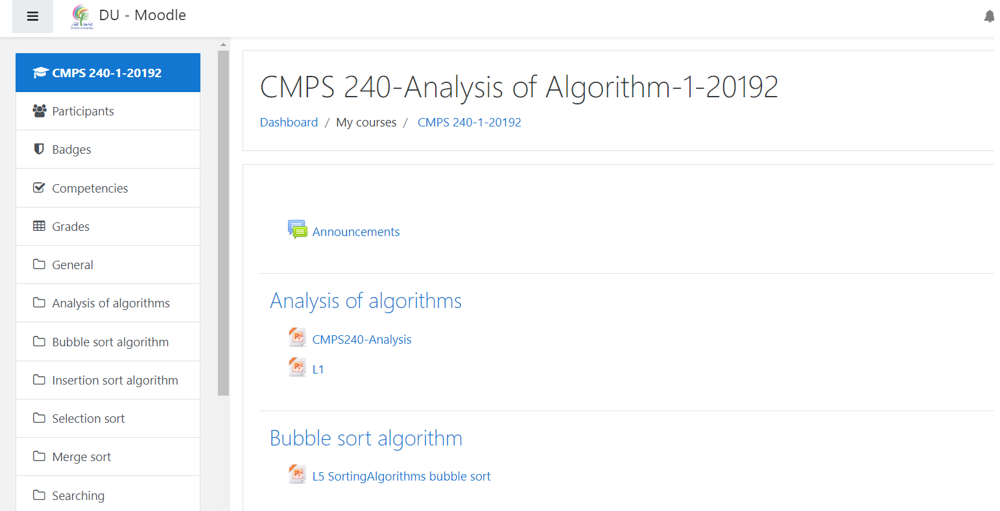 DU - Moodle
CMPS 240-1-20192
Participants
Badges
Competencies
Grades
General
Analysis of algorithms
Bubble sort algorithm
Insertion sort algorithm
Selection sort
Merge sort
Searching
CMPS 240-Analysis of Algorithm-1-20192
Dashboard / My courses / CMPS 240-1-20192
Announcements
Analysis of algorithms
CMPS240-Analysis
L1
Bubble sort algorithm
L5 SortingAlgorithms bubble sort